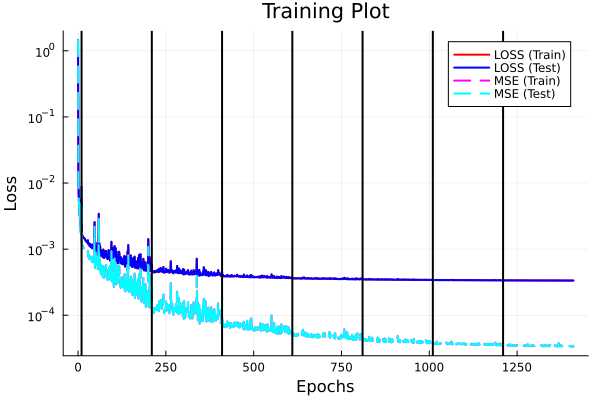 Training Plot
LOSS (Train)
LOSS (Test)
MSE (Train)
MSE (Test)
10⁰
10⁻¹
10⁻²
10⁻³
10⁻⁴
Loss
0 250 500 750 1000 1250
Epochs